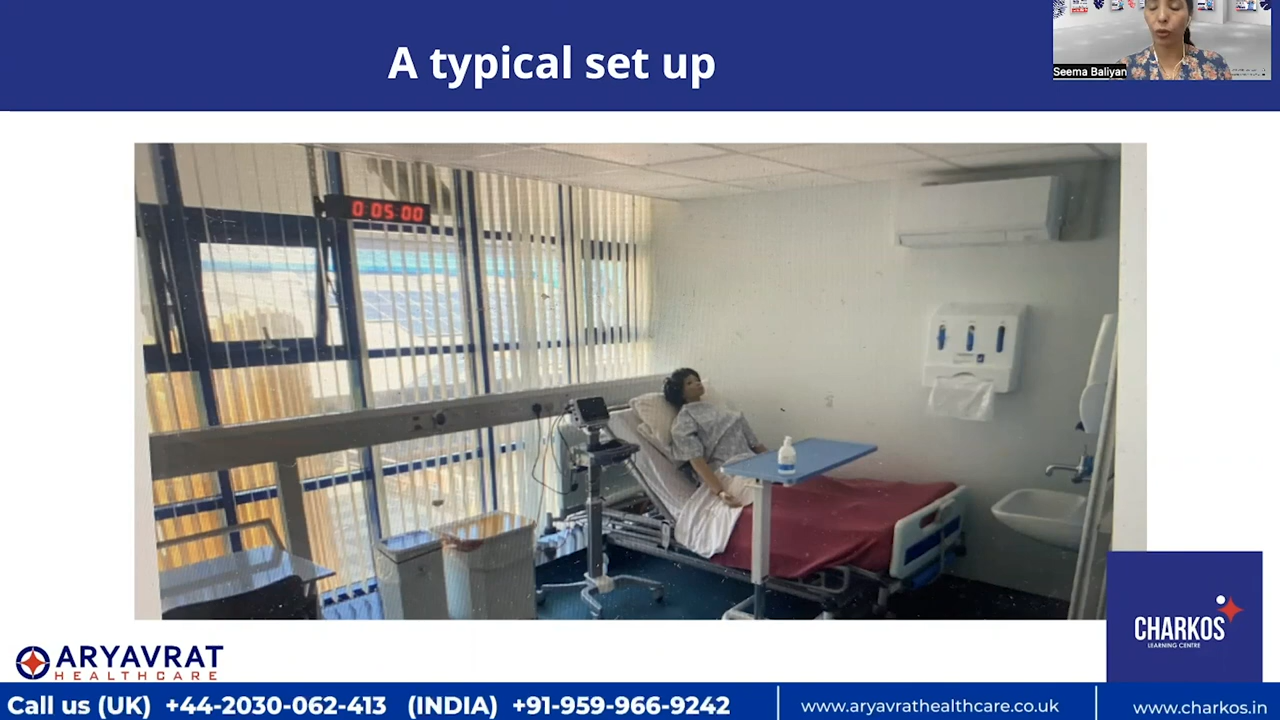 A typical set up
Seema Baliyan
0:05:00
ARYAVRAT
HEALTHCARE
CHARKOS
LEARNING CENTRE
Call us (UK) +44-2030-062-413 (INDIA) +91-959-966-9242
www.aryavrathealthcare.co.uk
www.charkos.in